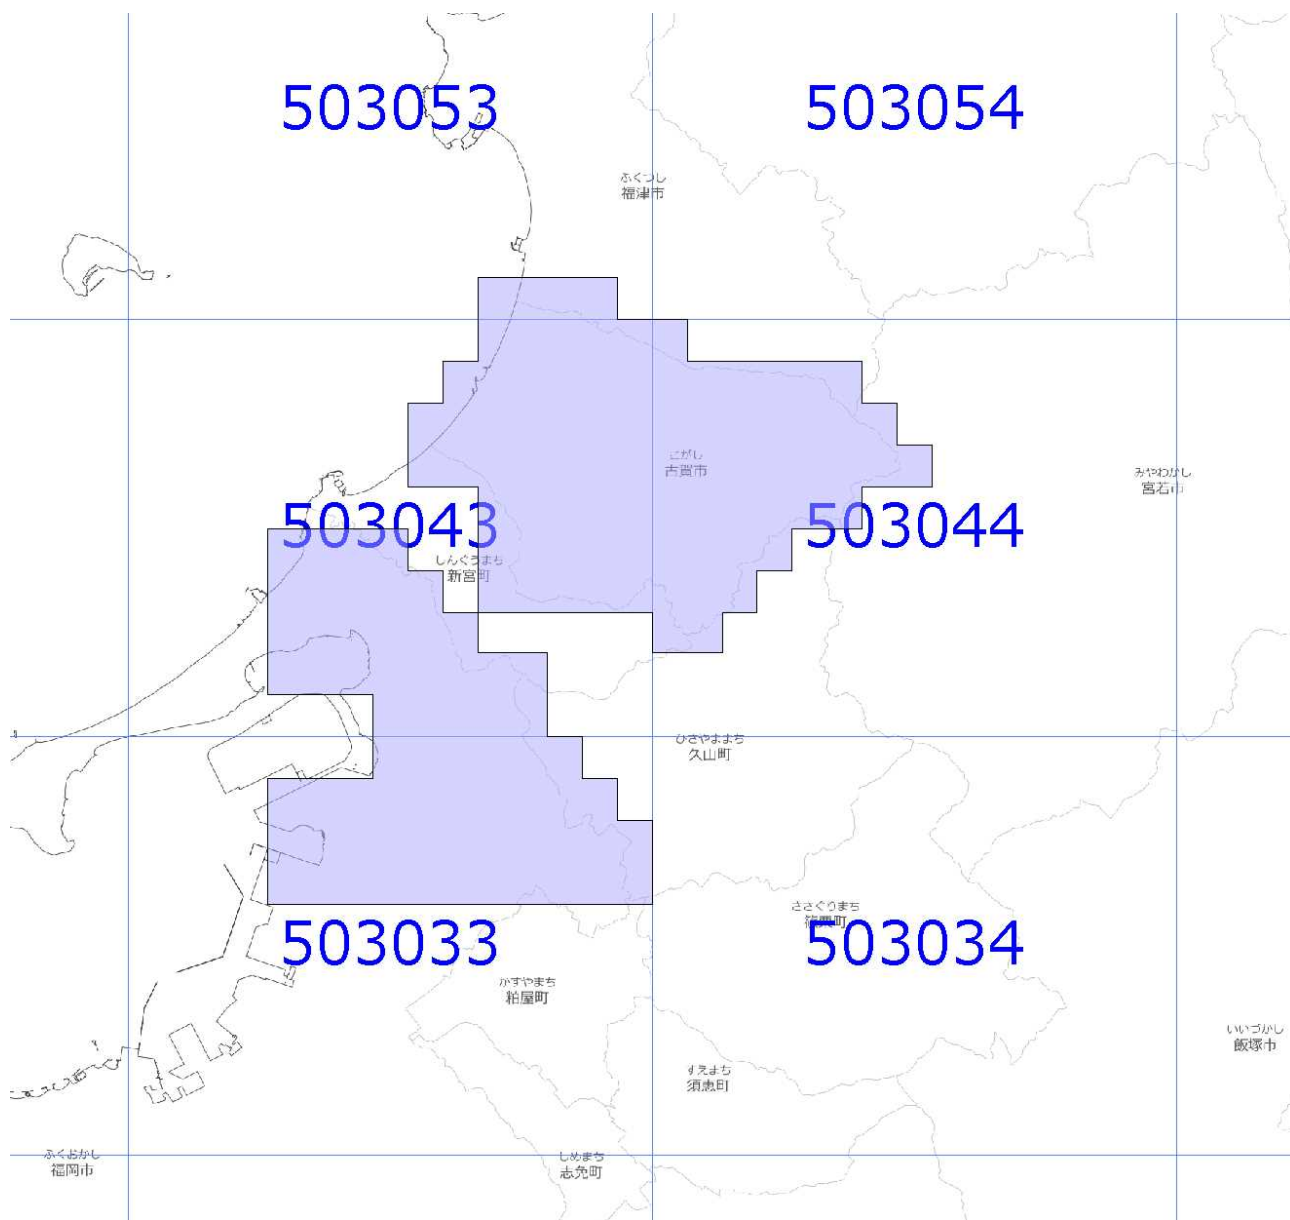 503053
503054
ふくつし
福津市
こがし
古賀市
みやわかし
宮若市
503043
503044
しんぐうまち
新宮町
ひさやままち
久山町
ささぐりまち
篠栗町
503033
503034
かすやまち
粕屋町
いいづかし
飯塚市
すえまち
須恵町
ふくおかし
福岡市
しめまち
志免町